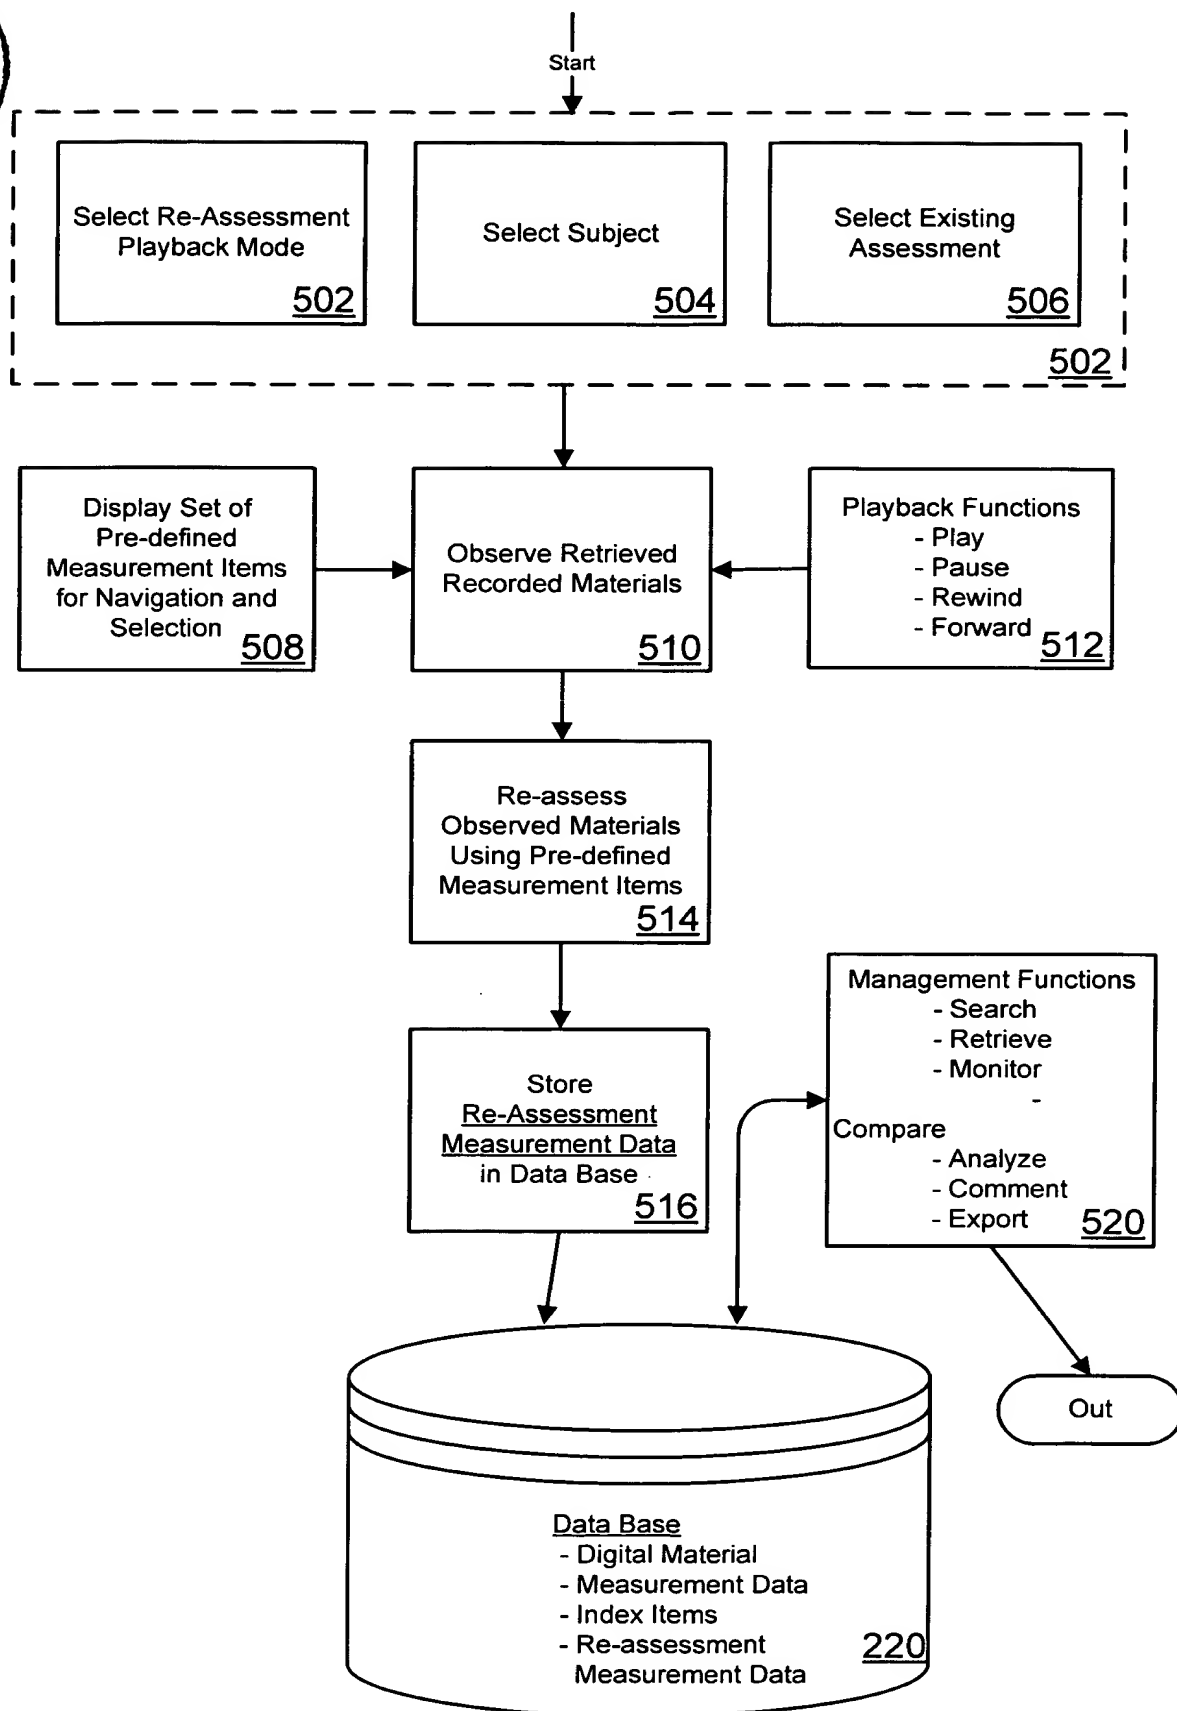 Start
Select Re-Assessment
Playback Mode
502
Select Subject
504
Select Existing
Assessment
506
502
Display Set of
Pre-defined
Measurement Items
for Navigation and
Selection
508
Observe Retrieved
Recorded Materials
510
Playback Functions
- Play
- Pause
- Rewind
- Forward
512
Re-assess
Observed Materials
Using Pre-defined
Measurement Items
514
Store
Re-Assessment
Measurement Data
in Data Base
516
Management Functions
- Search
- Retrieve
- Monitor
-
Compare
- Analyze
- Comment
- Export
520
Out
Data Base
- Digital Material
- Measurement Data
- Index Items
- Re-assessment
Measurement Data
220